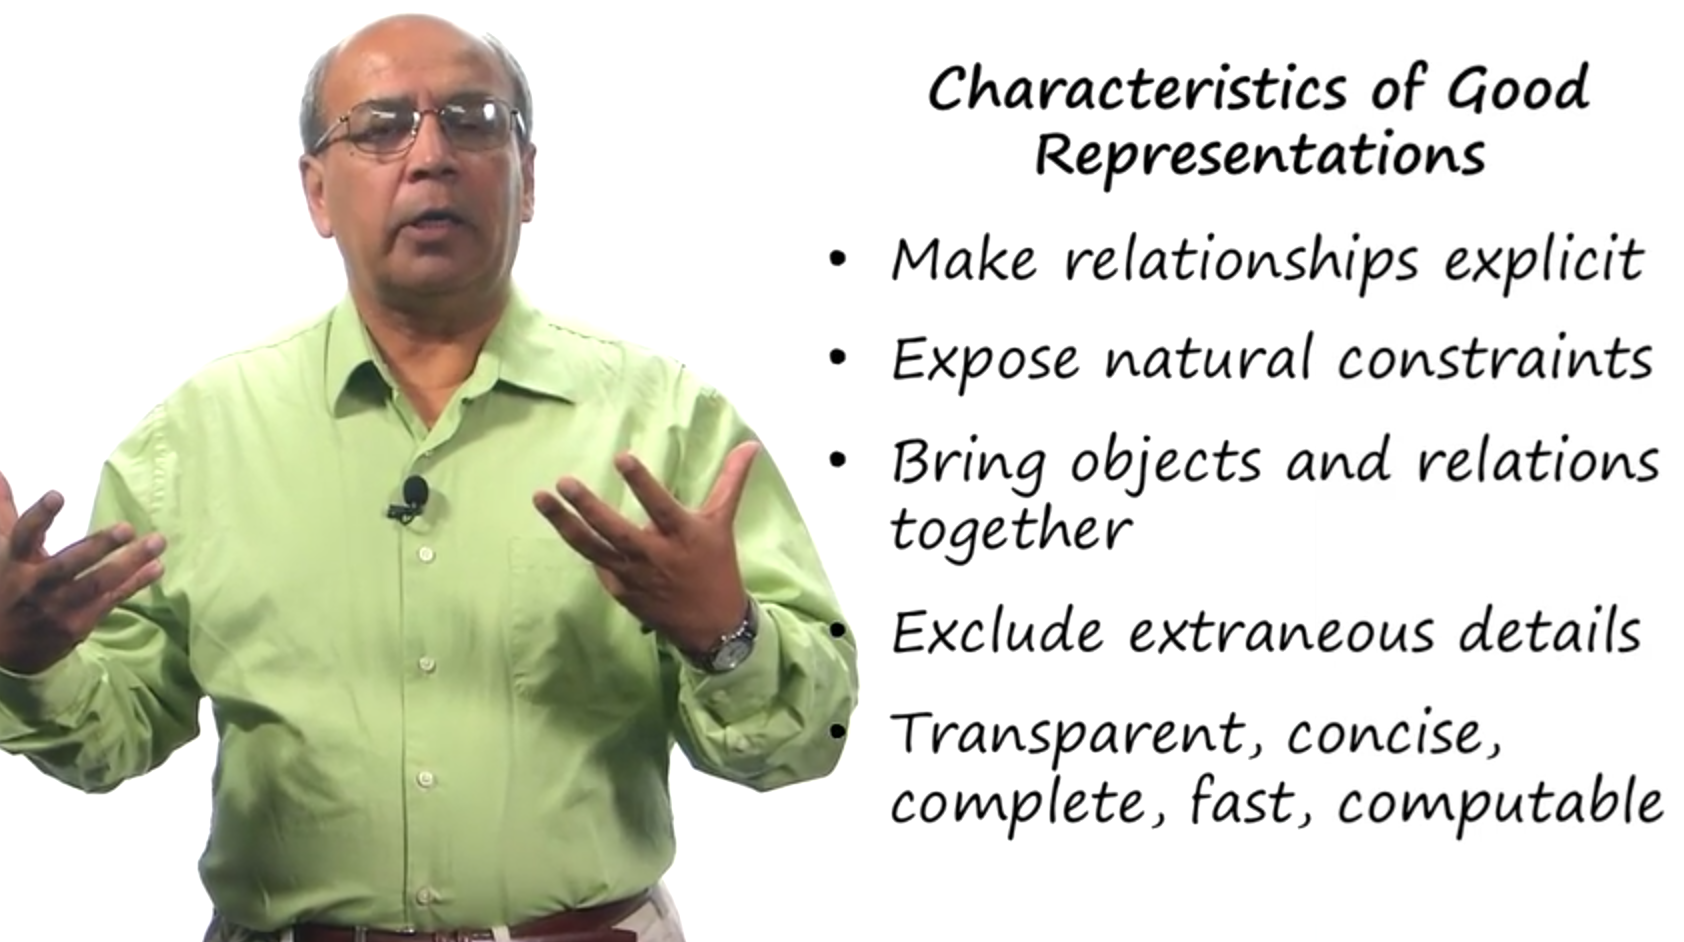 Characteristics of Good
Representations
• Make relationships explicit
• Expose natural constraints
• Bring objects and relations
together
• Exclude extraneous details
• Transparent, concise,
complete, fast, computable